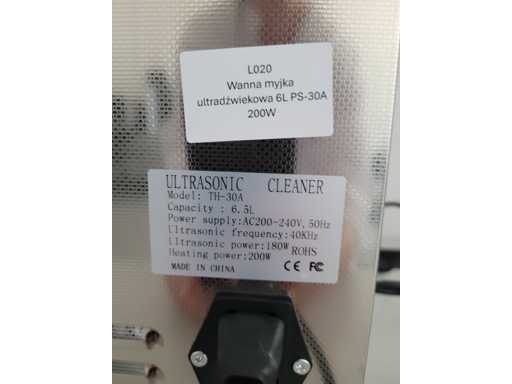 L020
Wanna myjka
ultradźwiekowa 6L PS-30A
200W
ULTRASONIC CLEANER
Model: TH-30A
Capacity : 6.5L
Power supply:AC200-240V,50Hz
Ultrasonic frequency:40KHz
Ultrasonic power:180W ROHS
Heating power:200W
MADE IN CHINA CE FC